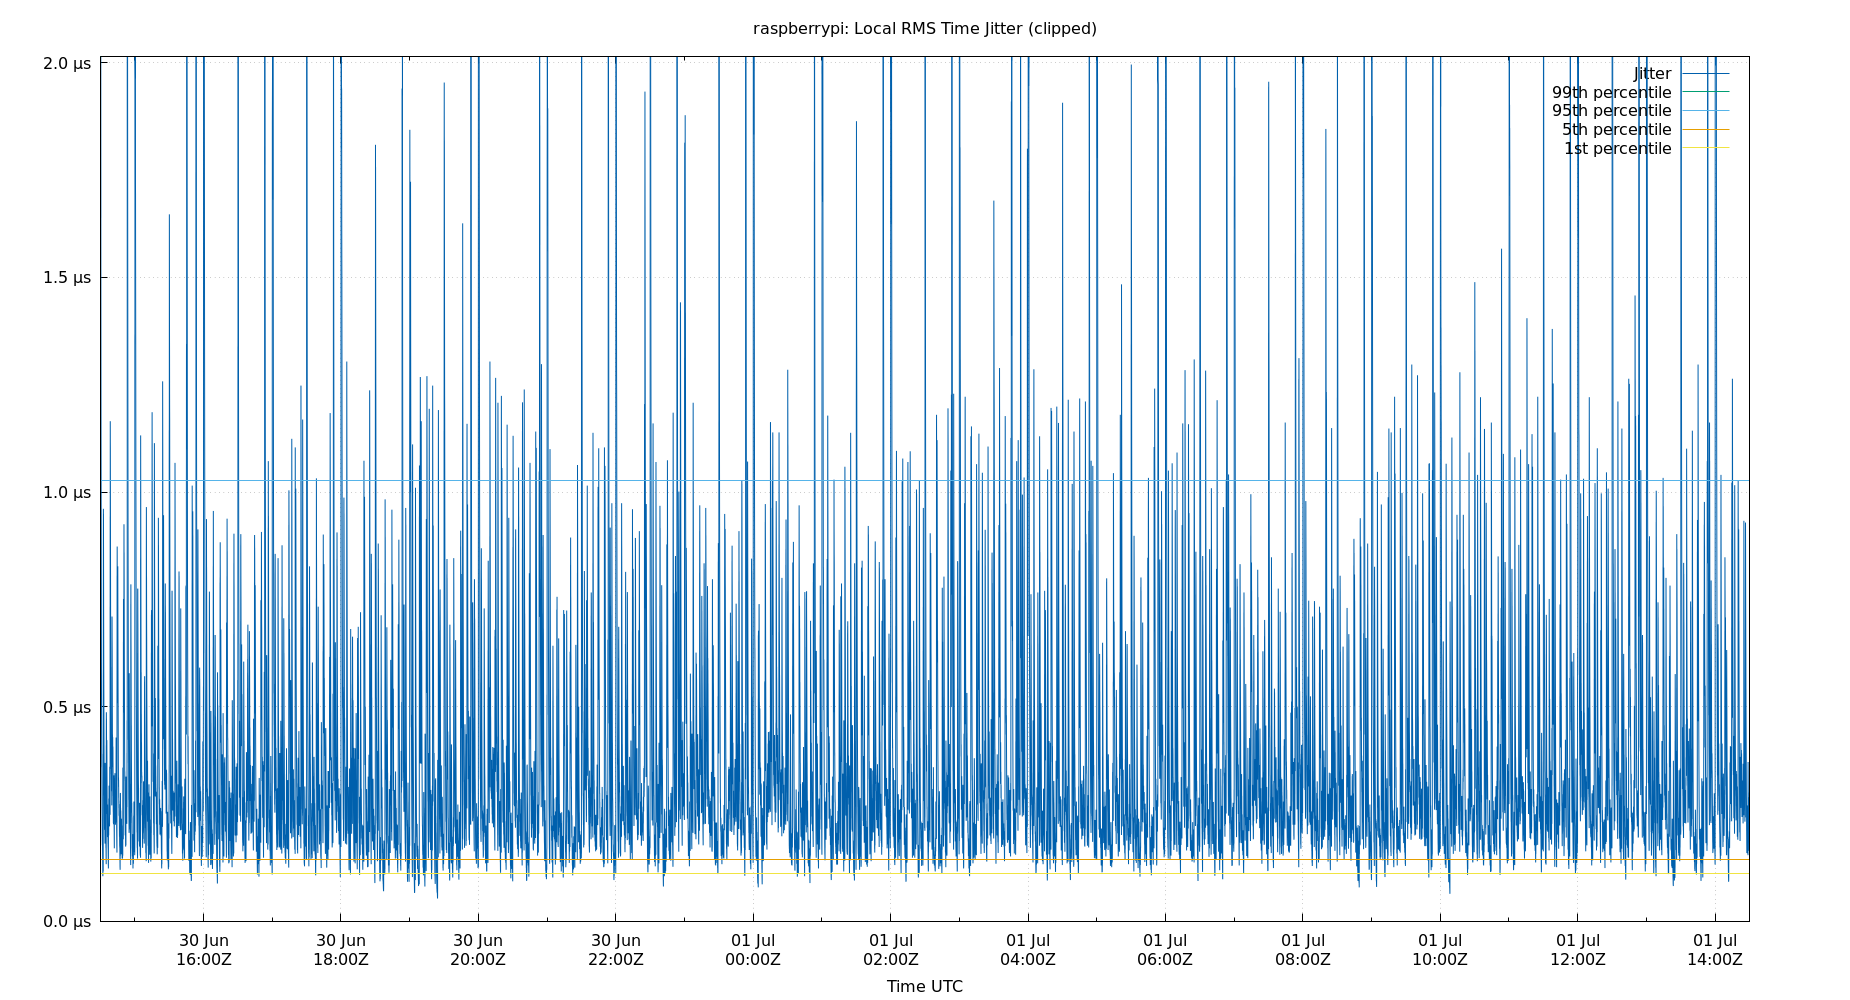 raspberrypi: Local RMS Time Jitter (clipped)
2.0 µs
1.5 µs
1.0 µs
0.5 µs
0.0 µs
Jitter
99th percentile
95th percentile
5th percentile
1st percentile
30 Jun 30 Jun 30 Jun 30 Jun 01 Jul 01 Jul 01 Jul 01 Jul 01 Jul 01 Jul 01 Jul 01 Jul
16:00Z 18:00Z 20:00Z 22:00Z 00:00Z 02:00Z 04:00Z 06:00Z 08:00Z 10:00Z 12:00Z 14:00Z
Time UTC